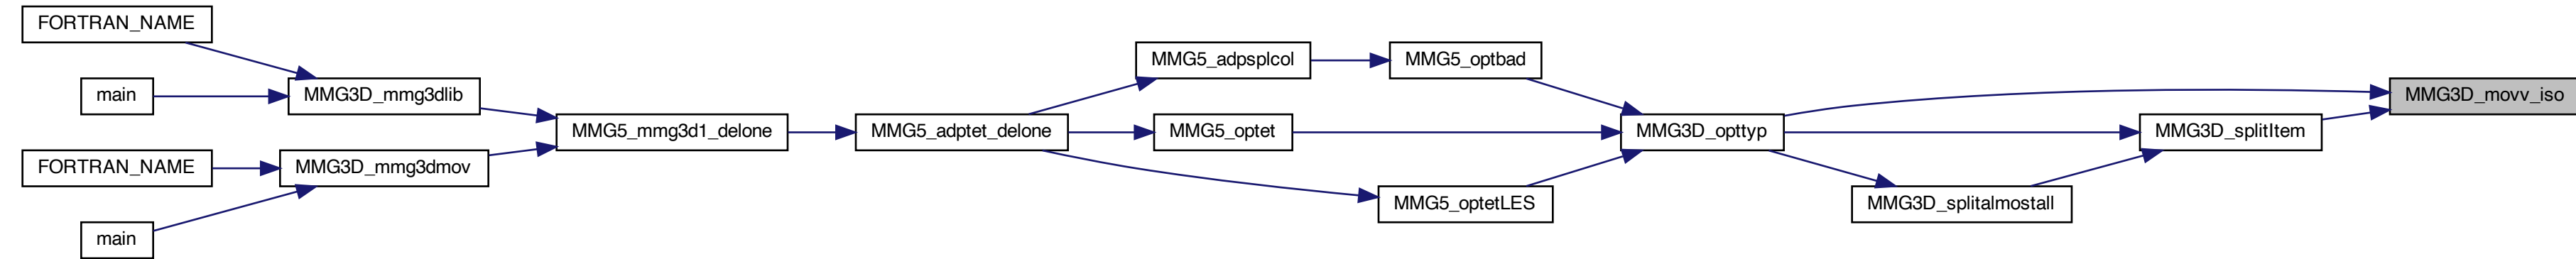 FORTRAN_NAME
main
FORTRAN_NAME
main
MMG3D_mmg3dlib
MMG3D_mmg3dmov
MMG5_mmg3d1_delone
MMG5_adptet_delone
MMG5_adpsplcol
MMG5_optet
MMG5_optbad
MMG5_optetLES
MMG3D_opttyp
MMG3D_splitalmostall
MMG3D_splitItem
MMG3D_movv_iso